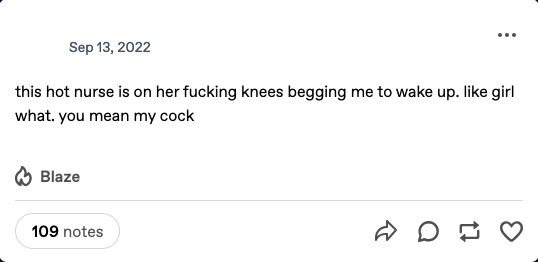 Sep 13, 2022
this hot nurse is on her fucking knees begging me to wake up. like girl
what. you mean my cock
Blaze
109 notes